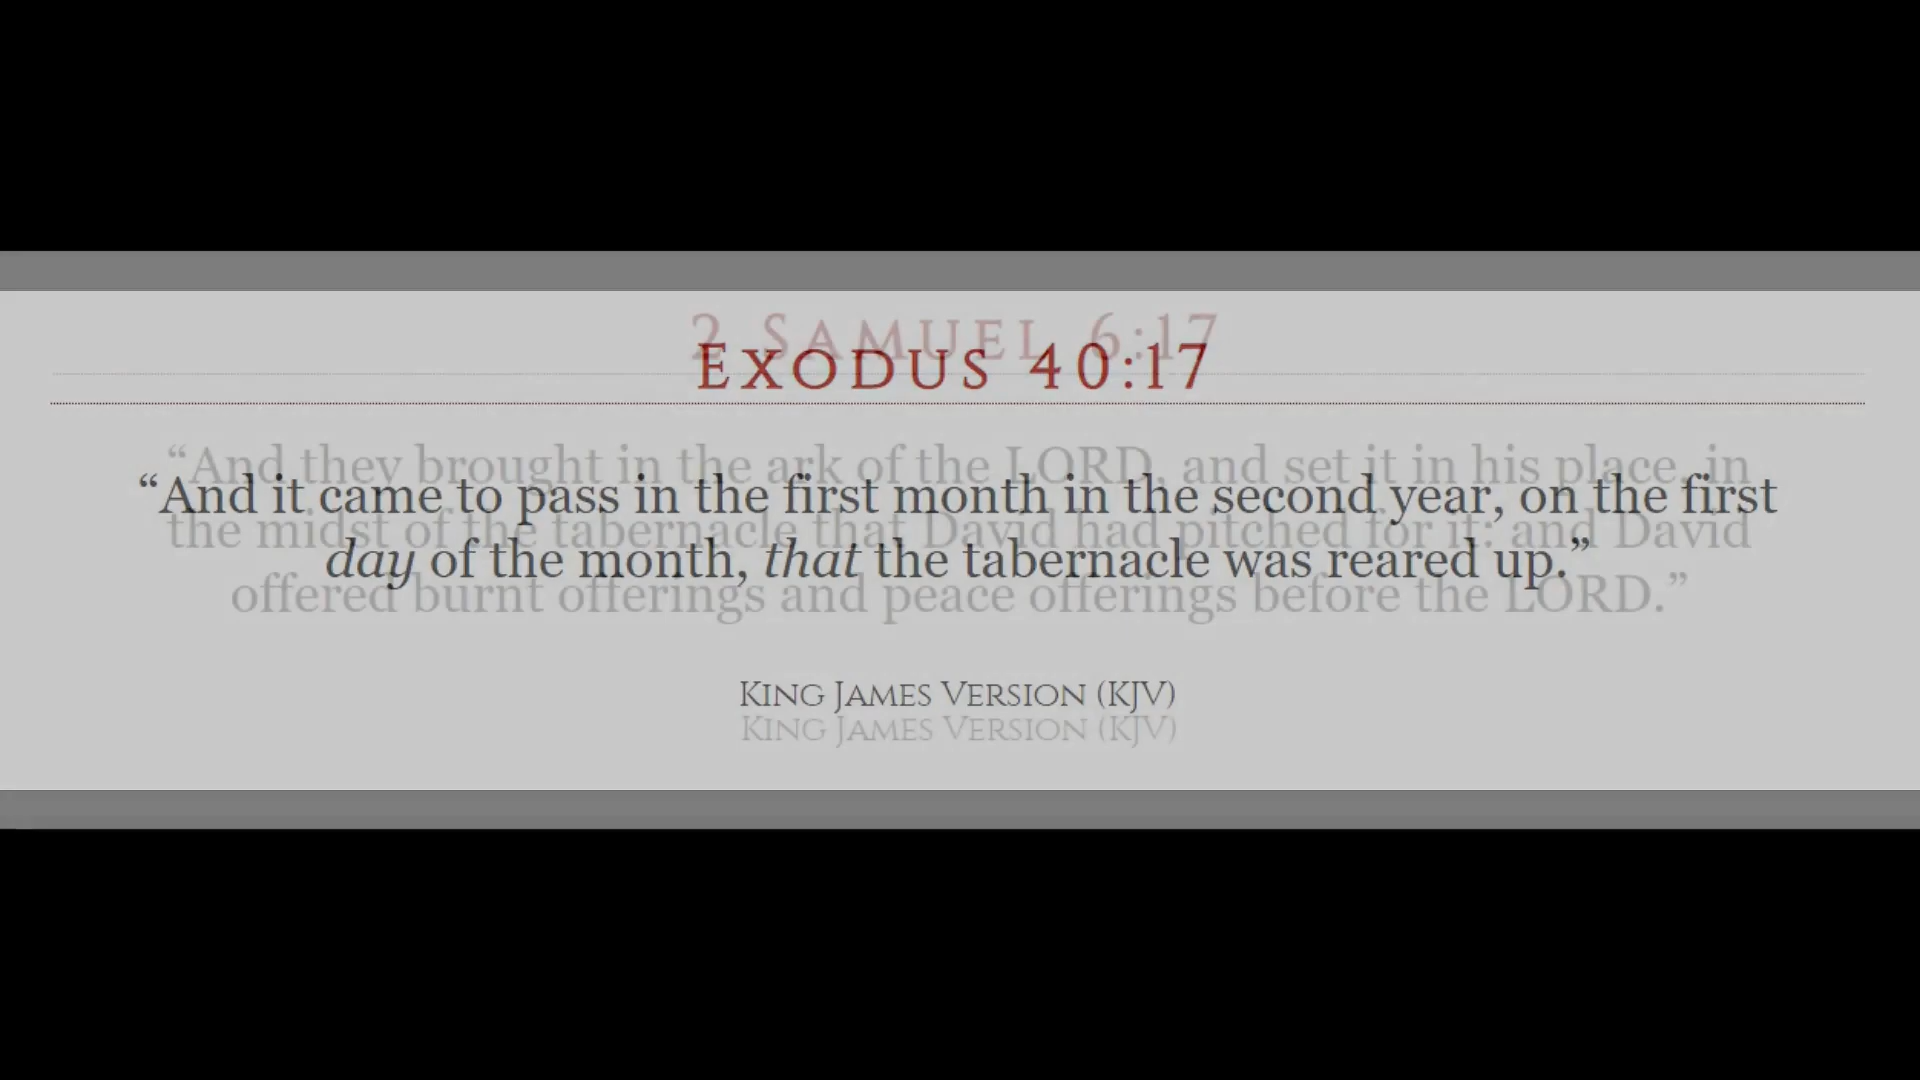 2 Samuel 6:17
Exodus 40:17
“And they brought in the ark of the LORD, and set it in his place, in
“And it came to pass in the first month in the second year, on the first
the midst of the tabernacle that David had pitched for it: and David
day of the month, that the tabernacle was reared up.”
offered burnt offerings and peace offerings before the LORD.”
King James Version (KJV)
King James Version (KJV)